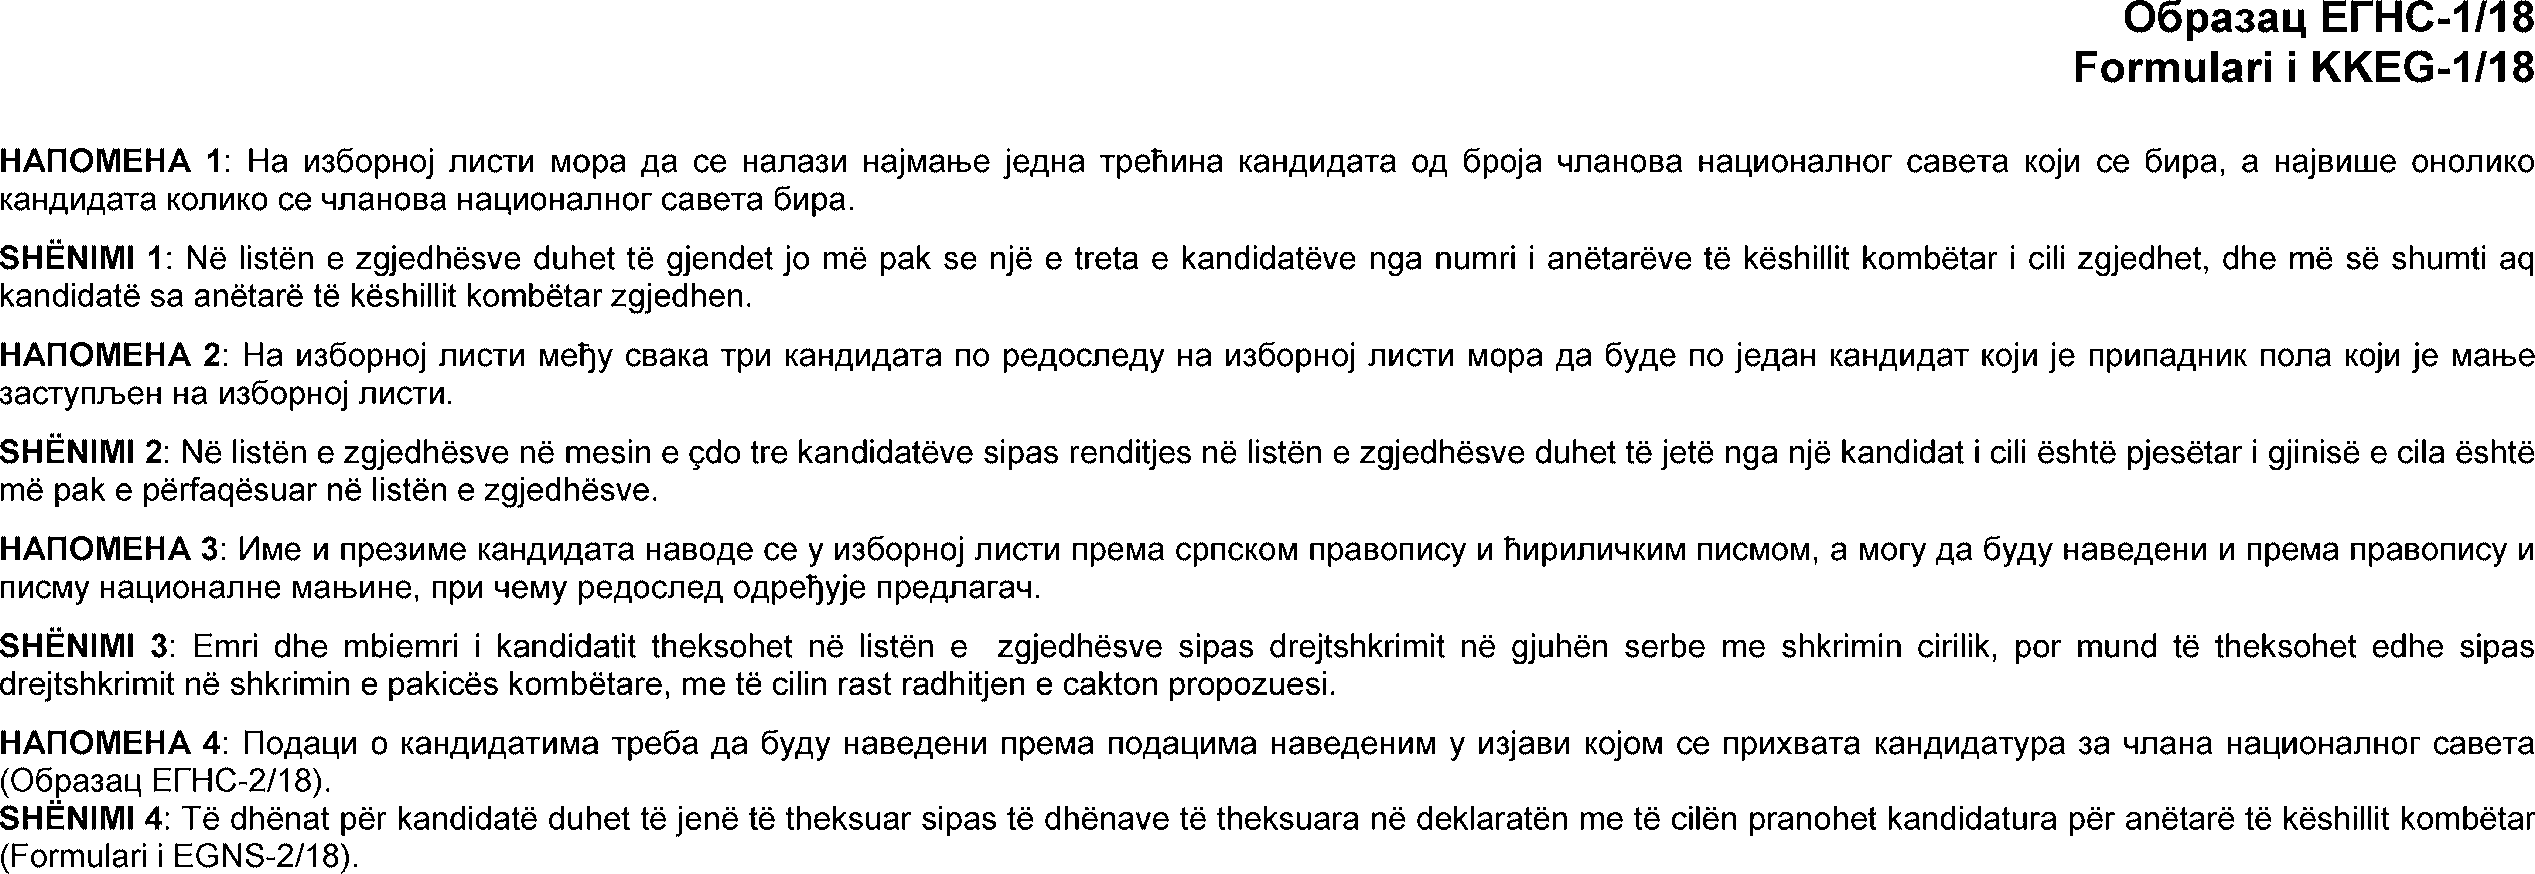 Образац ЕГНС-1/18
Formulari i KKEG-1/18
НАПОМЕНА 1: На изборној листи мора да се налази најмање једна трећина кандидата од броја чланова националног савета који се бира, а највише онолико
кандидата колико се чланова националног савета бира.
SHËNIMI 1: Në listën e zgjedhësve duhet të gjendet jo më pak se një e treta e kandidatëve nga numri i anëtarëve të këshillit kombëtar i cili zgjedhet, dhe më së shumti aq
kandidatë sa anëtarë të këshillit kombëtar zgjedhen.
НАПОМЕНА 2: На изборној листи међу свака три кандидата по редоследу на изборној листи мора да буде по један кандидат који је припадник пола који је мање
заступљен на изборној листи.
SHËNIMI 2: Në listën e zgjedhësve në mesin e çdo tre kandidatëve sipas renditjes në listën e zgjedhësve duhet të jetë nga një kandidat i cili është pjesëtar i gjinisë e cila është
më pak e përfaqësuar në listën e zgjedhësve.
НАПОМЕНА 3: Име и презиме кандидата наводе се у изборној листи према српском правопису и ћириличким писмом, а могу да буду наведени и према правопису и
писму националне мањине, при чему редослед одређује предлагач.
SHËNIMI 3: Emri dhe mbiemri i kandidatit theksohet në listën e zgjedhësve sipas drejtshkrimit në gjuhën serbe me shkrimin cirilik, por mund të theksohet edhe sipas
drejtshkrimit në shkrimin e pakicës kombëtare, me të cilin rast radhitjen e cakton propozuesi.
НАПОМЕНА 4: Подаци о кандидатима треба да буду наведени према подацима наведеним у изјави којом се прихвата кандидатура за члана националног савета
(Образац ЕГНС-2/18).
SHËNIMI 4: Të dhënat për kandidatë duhet të jenë të theksuar sipas të dhënave të theksuara në deklaratën me të cilën pranohet kandidatura për anëtarë të këshillit kombëtar
(Formulari i EGNS-2/18).